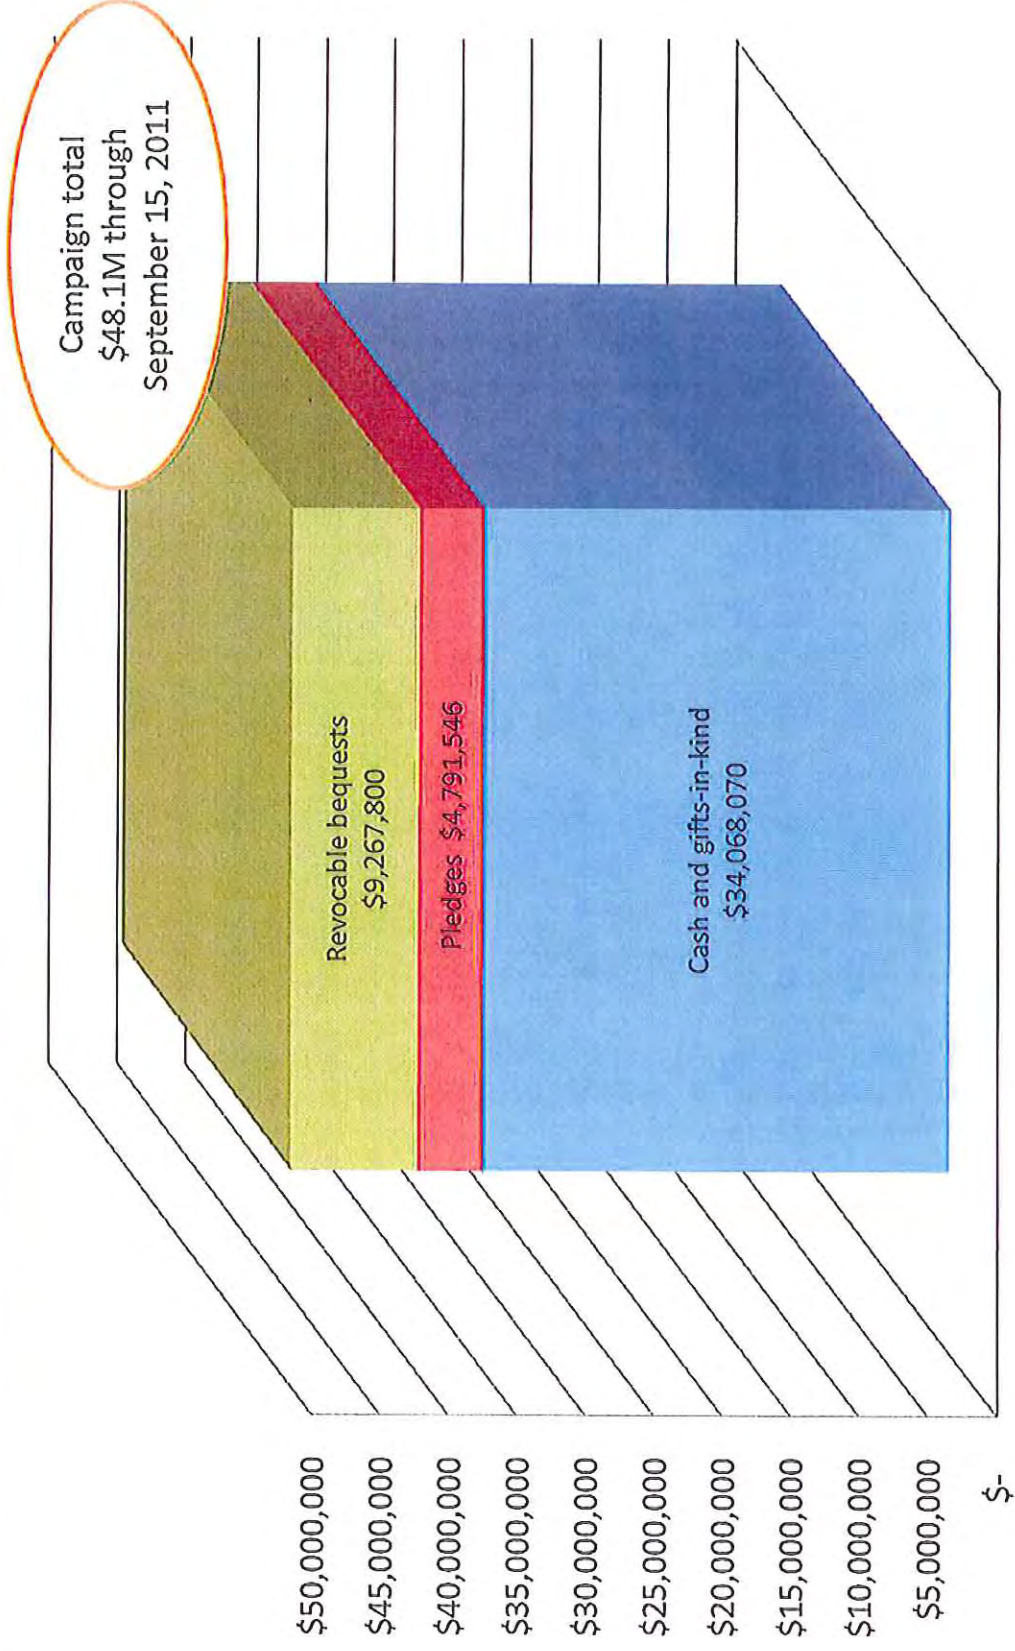 Campaign total
$48.1M through
September 15, 2011
Revocable bequests
$9,267,800
Pledges $4,791,546
Cash and gifts-in-kind
$34,068,070
$50,000,000
$45,000,000
$40,000,000
$35,000,000
$30,000,000
$25,000,000
$20,000,000
$15,000,000
$10,000,000
$5,000,000
$-